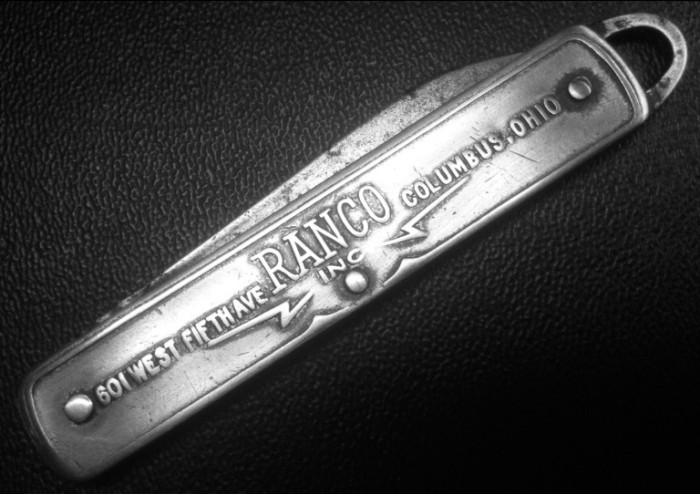 601 WEST FIFTH AVE
RANCO
INC
COLUMBUS, OHIO